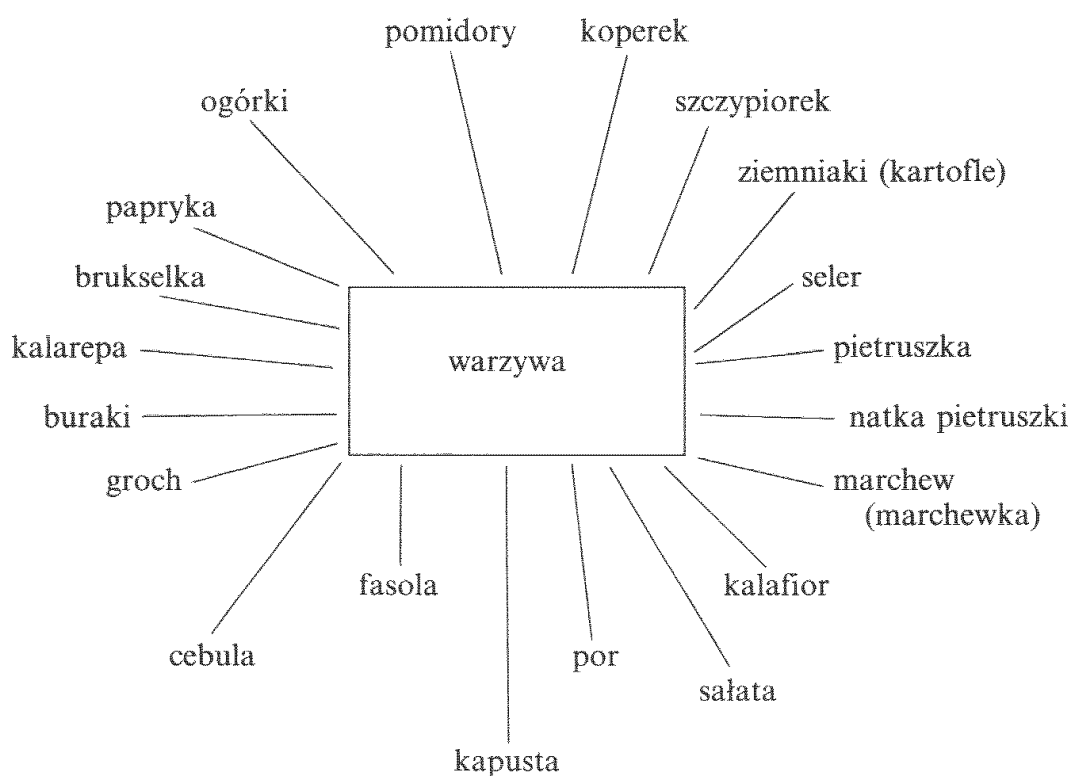 pomidory
koperek
ogórki
szczypiorek
ziemniaki (kartofle)
papryka
brukselka
seler
kalarepa
warzywa
pietruszka
buraki
natka pietruszki
groch
marchew
(marchewka)
fasola
kalafior
cebula
por
sałata
kapusta